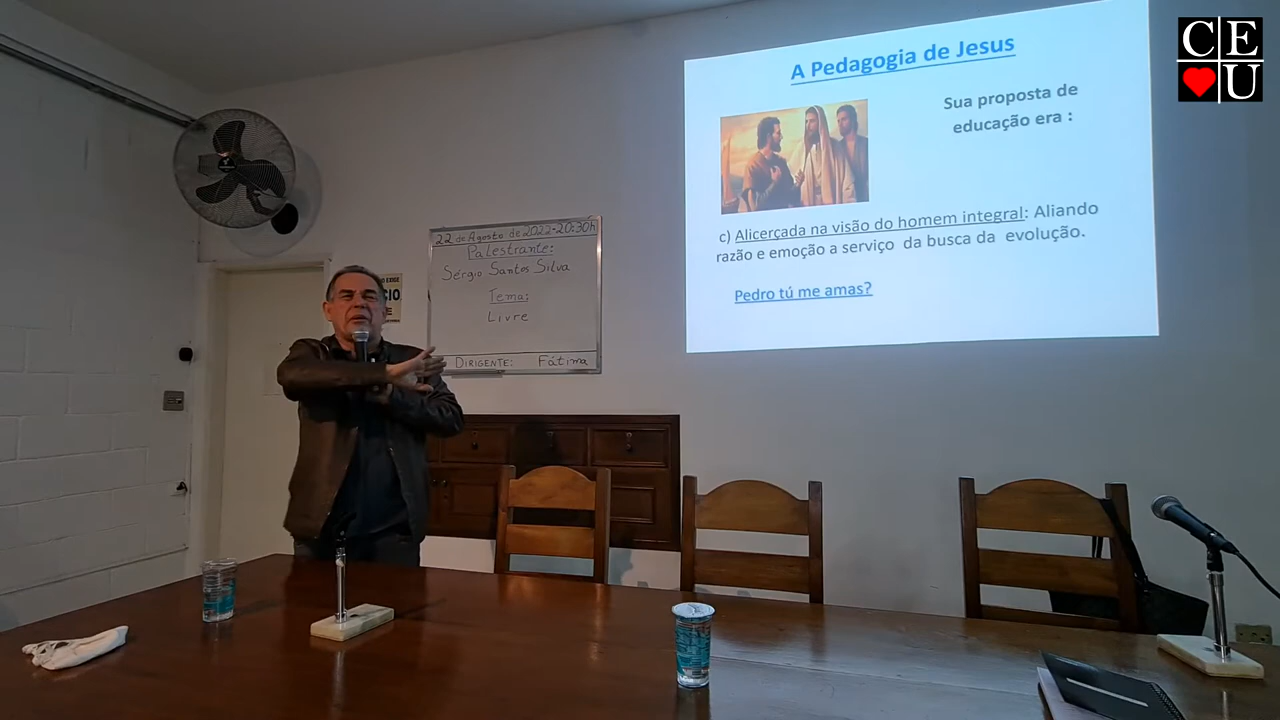 A Pedagogia de Jesus
Sua proposta de
educação era :
c) Alicerçada na visão do homem integral: Aliando
razão e emoção a serviço da busca da evolução.
Pedro tú me amas?
CE
U
22 de Agosto de 2022-20:30h
Palestrante:
Sérgio Santos Silva
Tema:
Livre
DIRIGENTE: Fátima